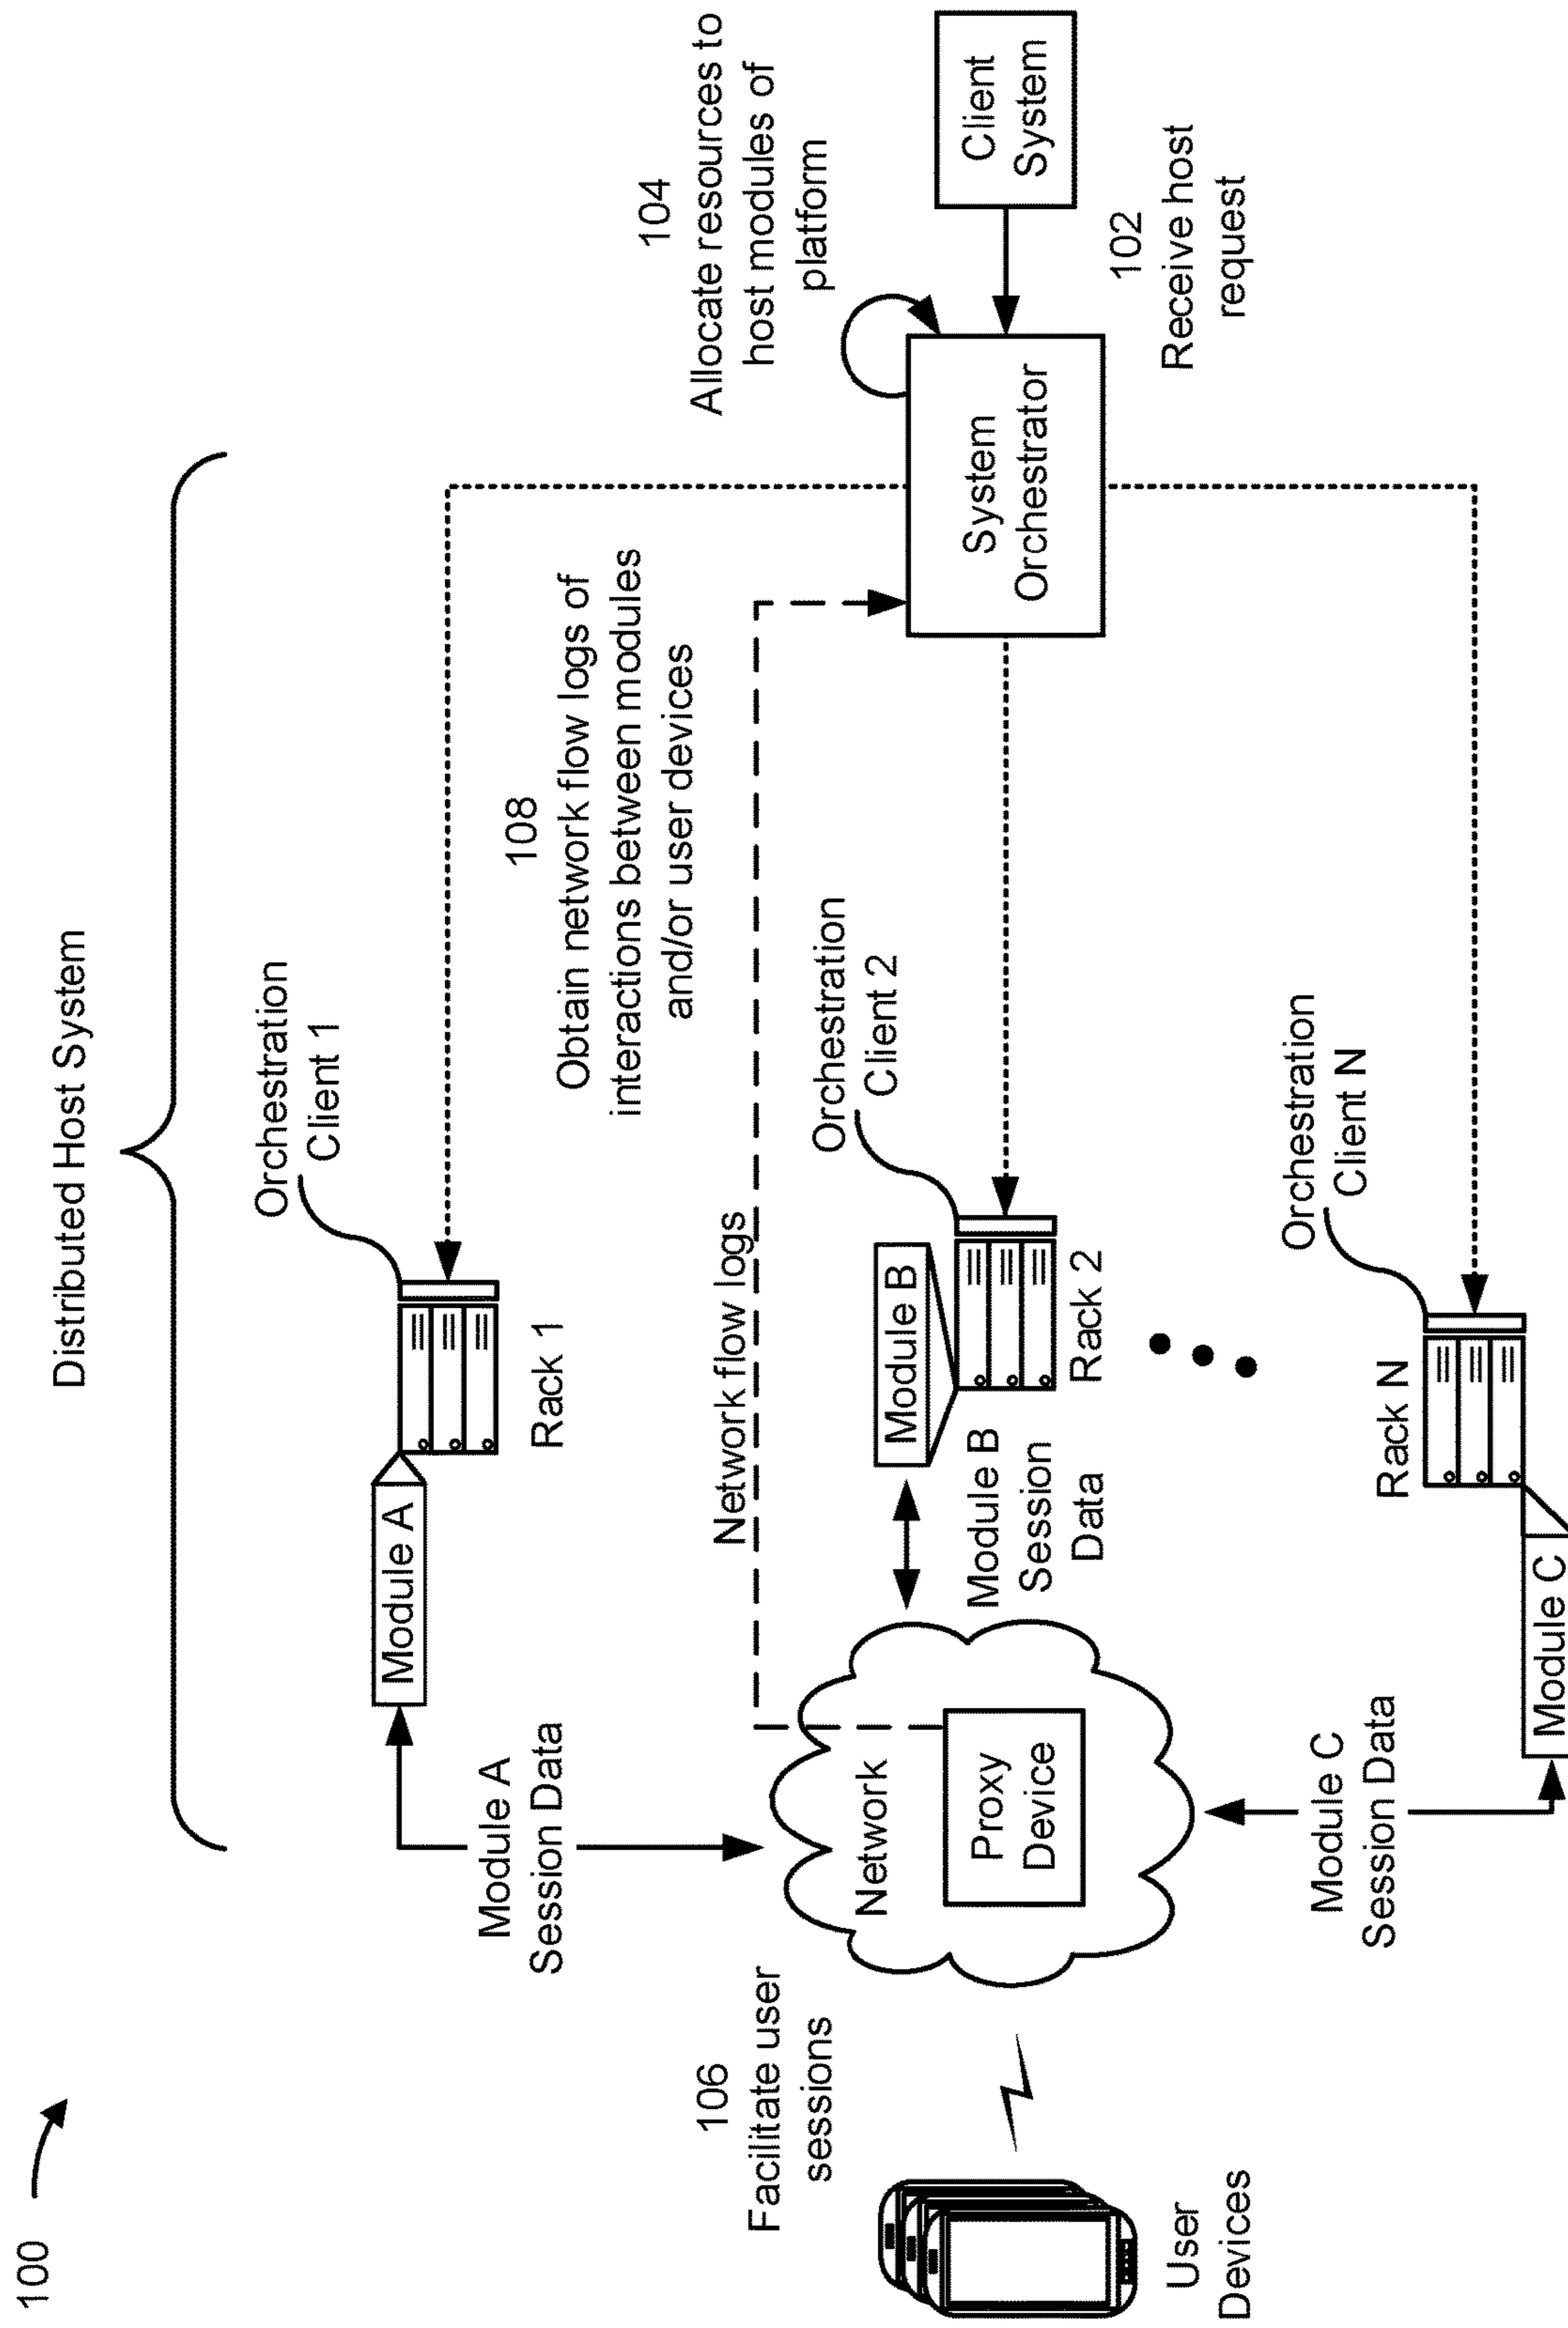 100
Distributed Host System
Orchestration
Client 1
Module A
Rack 1
Module A
Session Data
108
Obtain network flow logs of
interactions between modules
and/or user devices
104
Allocate resources to
host modules of
platform
106
Facilitate user
sessions
Network flow logs
Orchestration
Client 2
Module B
Rack 2
Module B
Session
Data
Network
Proxy
Device
System
Orchestrator
Client
System
102
Receive host
request
User
Devices
Orchestration
Client N
Rack N
Module C
Session Data
Module C